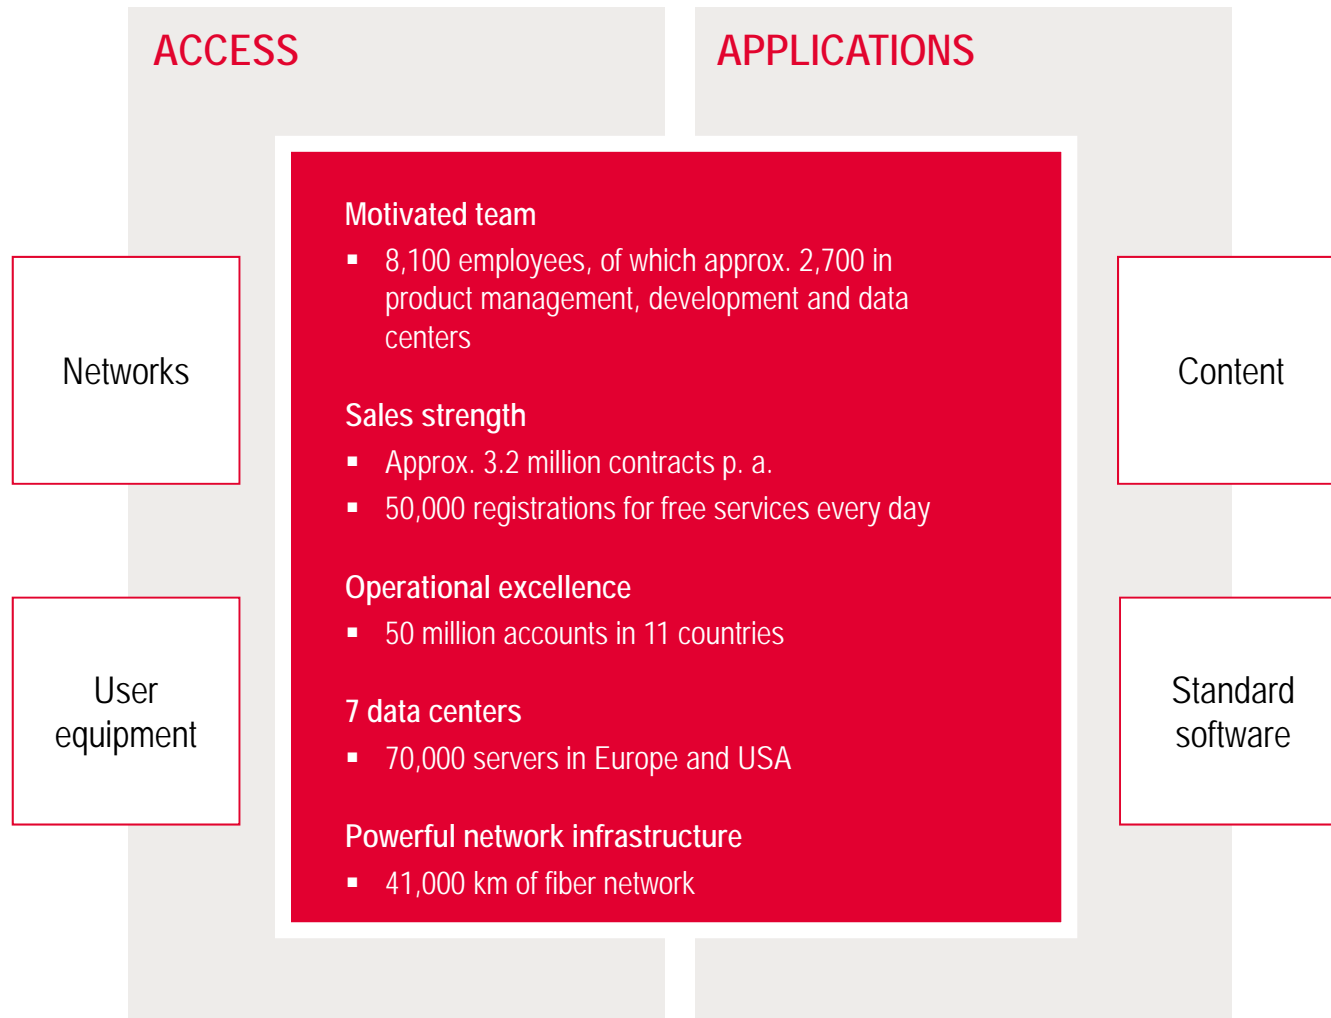 ACCESS
APPLICATIONS
Networks
User
equipment
Motivated team
▪ 8,100 employees, of which approx. 2,700 in
product management, development and data
centers
Sales strength
▪ Approx. 3.2 million contracts p. a.
▪ 50,000 registrations for free services every day
Operational excellence
▪ 50 million accounts in 11 countries
7 data centers
▪ 70,000 servers in Europe and USA
Powerful network infrastructure
▪ 41,000 km of fiber network
Content
Standard
software